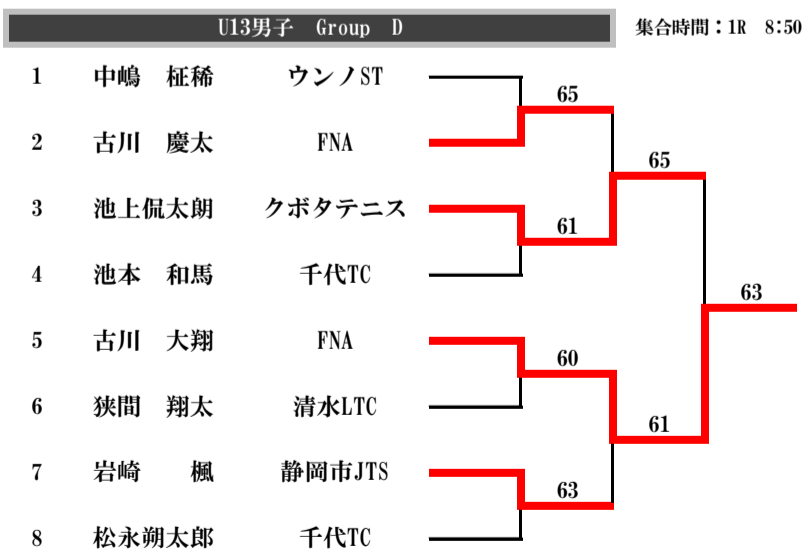 U13男子 Group D 集合時間：1R 8:50
1 中嶋 柾稀 ウンノST
65
2 古川 慶太 FNA
65
3 池上侃太朗 クボタテニス
61
4 池本 和馬 千代TC
63
5 古川 大翔 FNA
60
6 狭間 翔太 清水LTC
61
7 岩崎 楓 静岡市JTS
63
8 松永朔太郎 千代TC